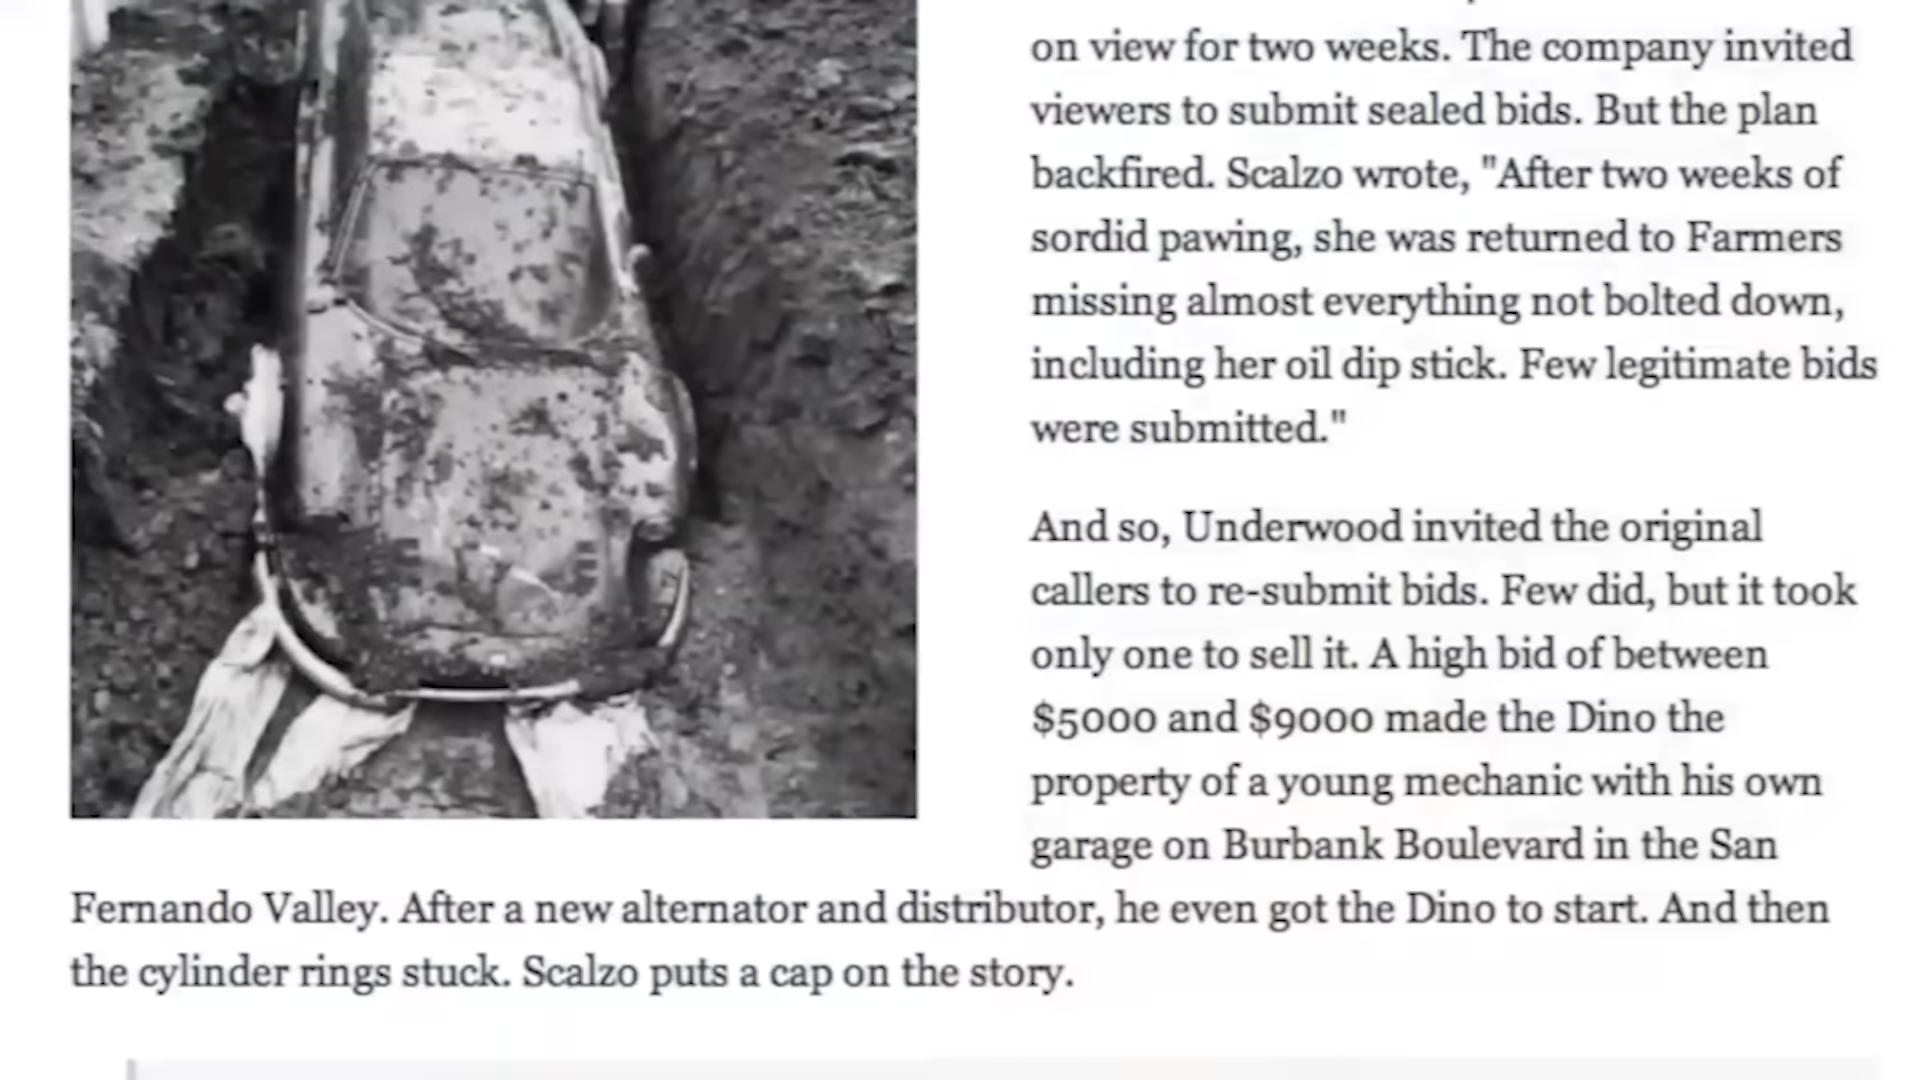 on view for two weeks. The company invited
viewers to submit sealed bids. But the plan
backfired. Scalzo wrote, "After two weeks of
sordid pawing, she was returned to Farmers
missing almost everything not bolted down,
including her oil dip stick. Few legitimate bids
were submitted."
And so, Underwood invited the original
callers to re-submit bids. Few did, but it took
only one to sell it. A high bid of between
$5000 and $9000 made the Dino the
property of a young mechanic with his own
garage on Burbank Boulevard in the San
Fernando Valley. After a new alternator and distributor, he even got the Dino to start. And then
the cylinder rings stuck. Scalzo puts a cap on the story.